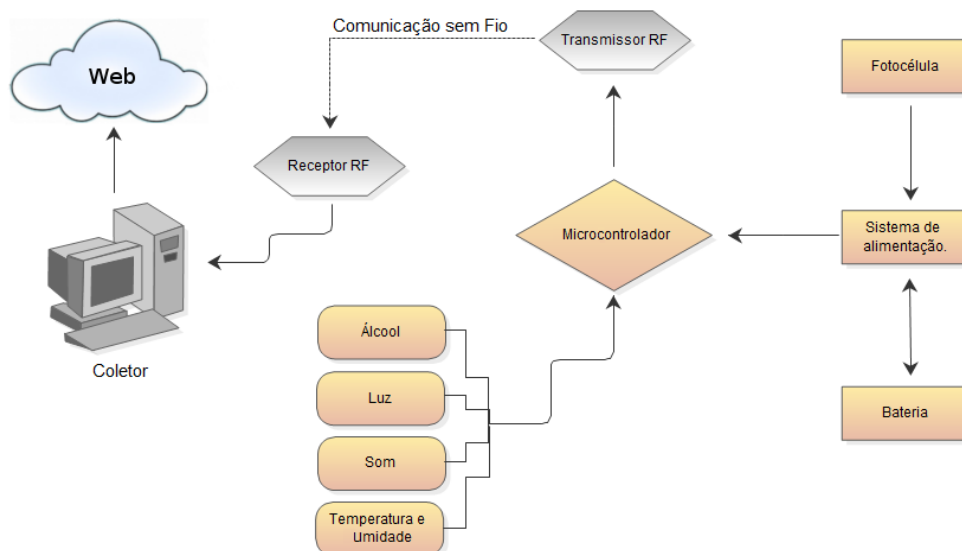 Comunicação sem Fio
Transmissor RF
Web
Fotocélula
Receptor RF
Microcontrolador
Sistema de
alimentação.
Álcool
Coletor
Luz
Bateria
Som
Temperatura e
umidade